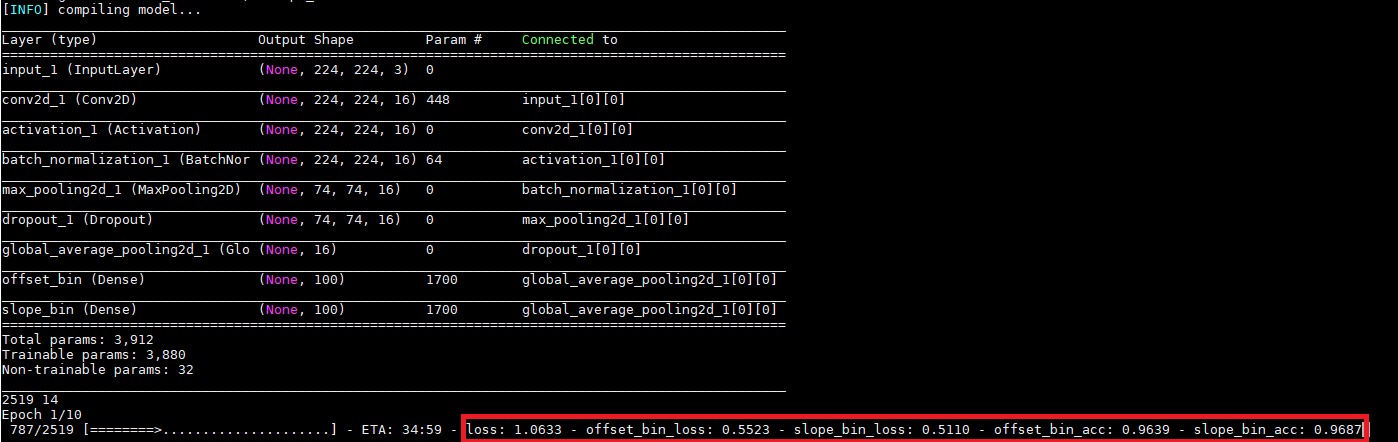 [INFO] compiling model...
Layer (type) Output Shape Param # Connected to
==================================================================================================
input_1 (InputLayer) (None, 224, 224, 3) 0
conv2d_1 (Conv2D) (None, 224, 224, 16) 448 input_1[0][0]
activation_1 (Activation) (None, 224, 224, 16) 0 conv2d_1[0][0]
batch_normalization_1 (BatchNor (None, 224, 224, 16) 64 activation_1[0][0]
max_pooling2d_1 (MaxPooling2D) (None, 74, 74, 16) 0 batch_normalization_1[0][0]
dropout_1 (Dropout) (None, 74, 74, 16) 0 max_pooling2d_1[0][0]
global_average_pooling2d_1 (Glo (None, 16) 0 dropout_1[0][0]
offset_bin (Dense) (None, 100) 1700 global_average_pooling2d_1[0][0]
slope_bin (Dense) (None, 100) 1700 global_average_pooling2d_1[0][0]
==================================================================================================
Total params: 3,912
Trainable params: 3,880
Non-trainable params: 32
2519 14
Epoch 1/10
787/2519 [========>.....................] - ETA: 34:59 - loss: 1.0633 - offset_bin_loss: 0.5523 - slope_bin_loss: 0.5110 - offset_bin_acc: 0.9639 - slope_bin_acc: 0.9687